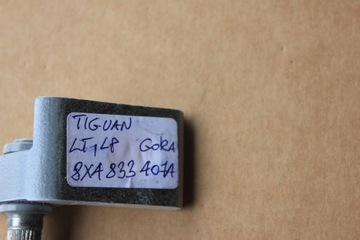 TIGUAN
LT, LP GORA
8XA 833 407A